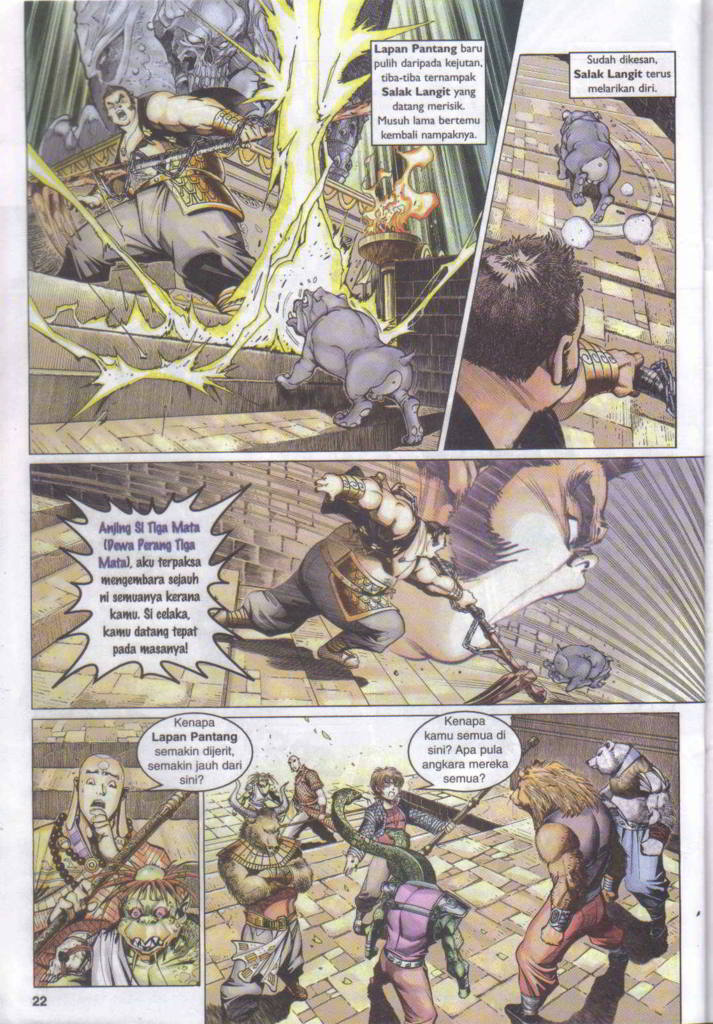 Lapan Pantang baru
pulih daripada kejutan,
tiba-tiba ternampak
Salak Langit yang
datang merisik.
Musuh lama bertemu
kembali nampaknya.
Sudah dikesan,
Salak Langit terus
melarikan diri.
Anjing Si Tiga Mata
(Dewa Perang Tiga
Mata), aku terpaksa
mengembara sejauh
ni semuanya kerana
kamu. Si celaka,
kamu datang tepat
pada masanya!
Kenapa
Lapan Pantang
semakin dijerit,
semakin jauh dari
sini?
Kenapa
kamu semua di
sini? Apa pula
angkara mereka
semua?
22